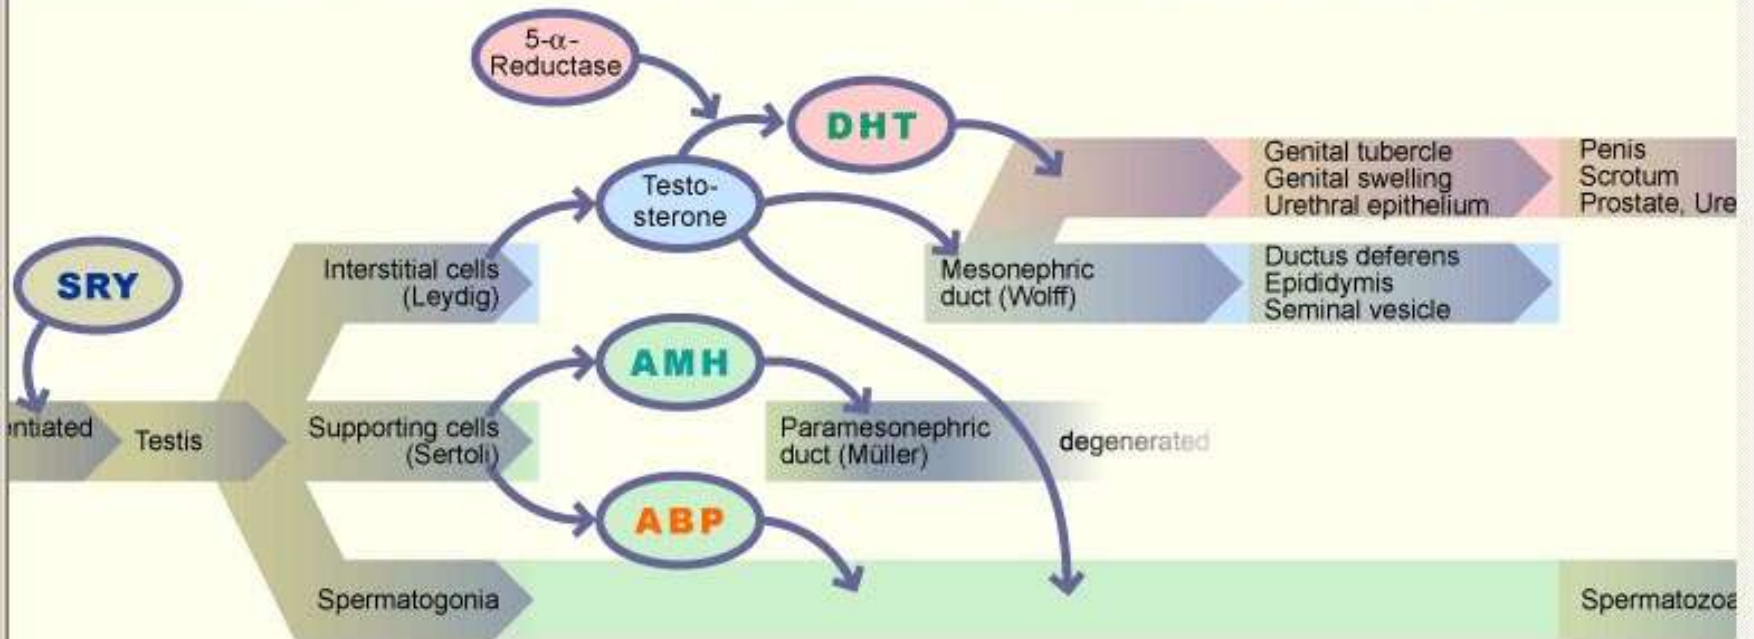 5-α-
Reductase
DHT
Testo-
sterone
Genital tubercle
Genital swelling
Urethral epithelium
Penis
Scrotum
Prostate, Ure
SRY
Interstitial cells
(Leydig)
Mesonephric
duct (Wolff)
Ductus deferens
Epididymis
Seminal vesicle
AMH
entiated
Testis
Supporting cells
(Sertoli)
Paramesonephric
duct (Müller)
degenerated
ABP
Spermatogonia
Spermatozoa